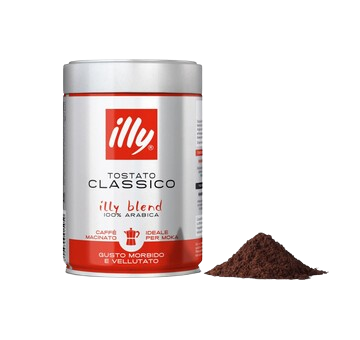 illy
TOSTATO
CLASSICO
illy blend
100% ARABICA
CAFFÈ IDEALE
MACINATO PER MOKA
GUSTO MORBIDO
E VELLUTATO